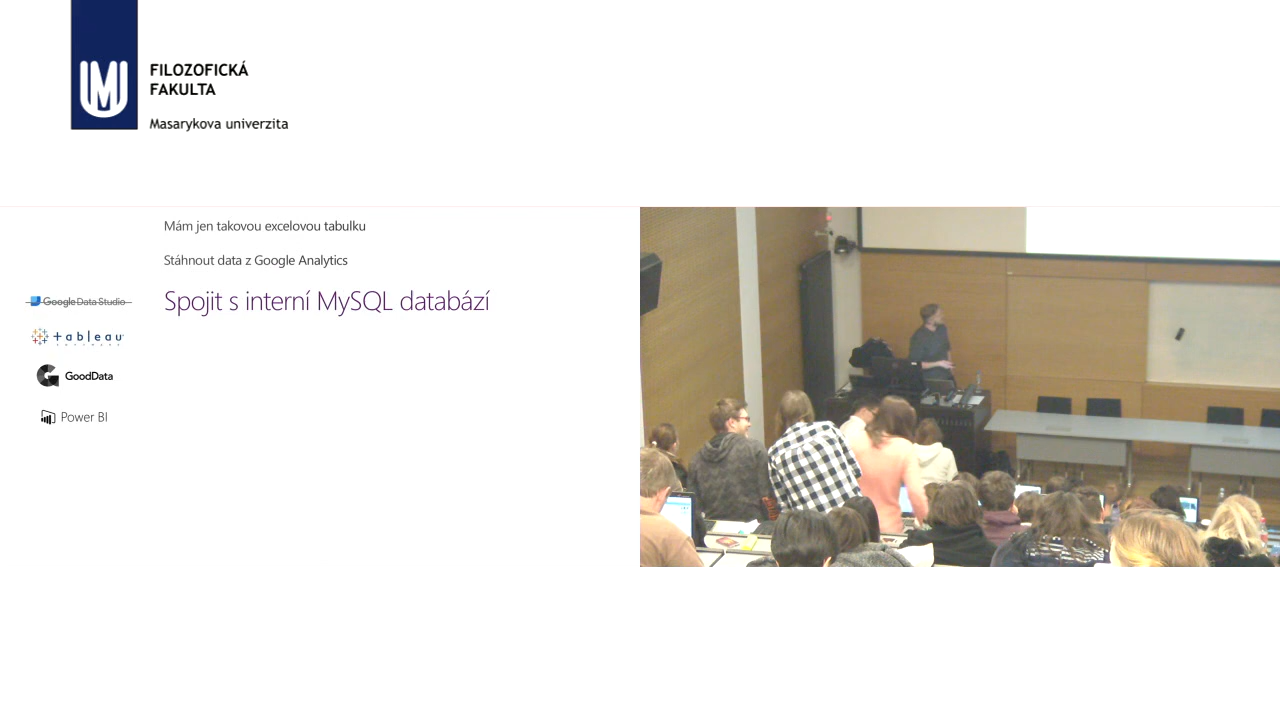 FILOZOFICKÁ
FAKULTA
Masarykova univerzita
Mám jen takovou excelovou tabulku
Stáhnout data z Google Analytics
Spojit s interní MySQL databází
Google Data Studio
+ableau
GoodData
Power BI